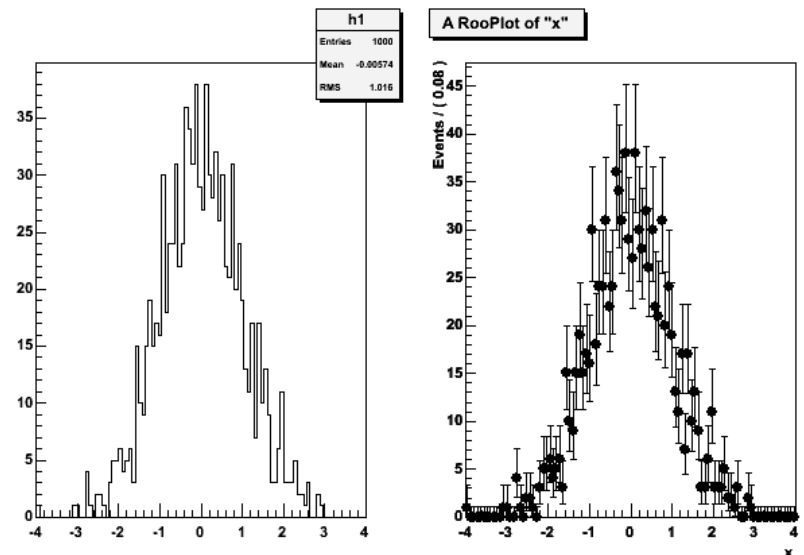 h1
Entries 1000
Mean -0.00574
RMS 1.016
35
30
25
20
15
10
5
0
-4 -3 -2 -1 0 1 2 3 4
A RooPlot of "x"
Events / ( 0.08 )
45
40
35
30
25
20
15
10
5
0
-4 -3 -2 -1 0 1 2 3 4
x